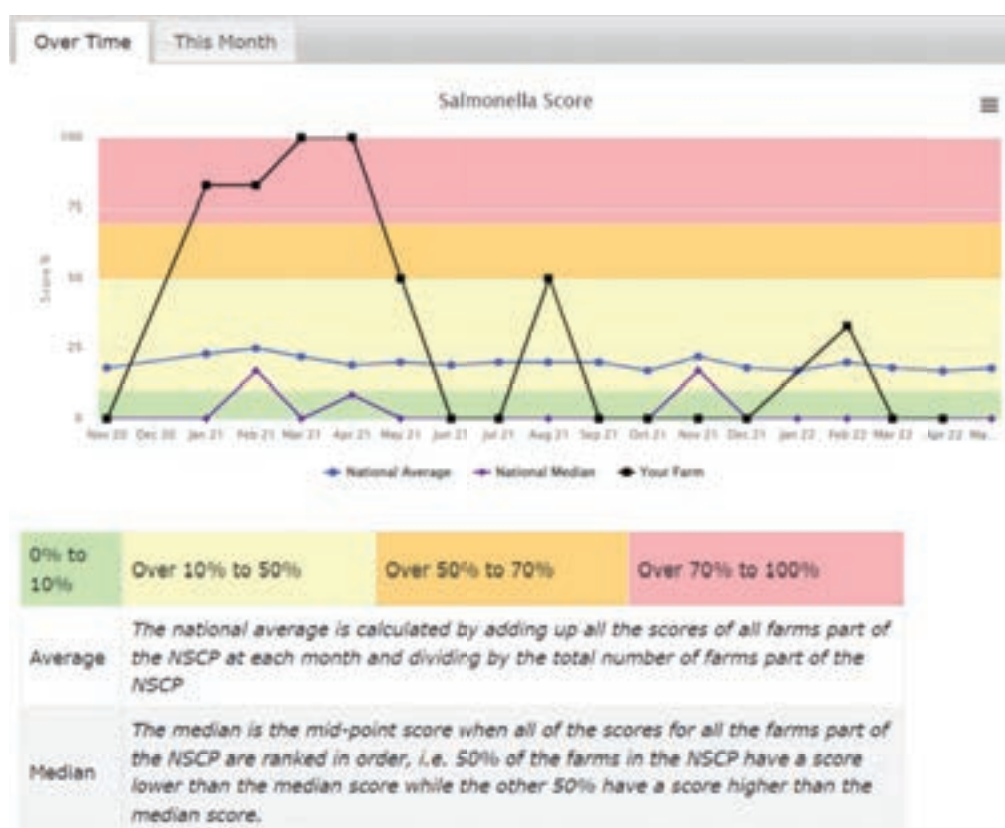 Over Time This Month
Salmonella Score
100
75
50
25
0
Score %
Nov 20 Dec 20 Jan 21 Feb 21 Mar 21 Apr 21 May 21 Jun 21 Jul 21 Aug 21 Sep 21 Oct 21 Nov 21 Dec 21 Jan 22 Feb 22 Mar 22 Apr 22 Ma...
National Average National Median Your Farm
0% to
10%
Over 10% to 50% Over 50% to 70% Over 70% to 100%
Average
The national average is calculated by adding up all the scores of all farms part of
the NSCP at each month and dividing by the total number of farms part of the
NSCP
Median
The median is the mid-point score when all of the scores for all the farms part of
the NSCP are ranked in order, i.e. 50% of the farms in the NSCP have a score
lower than the median score while the other 50% have a score higher than the
median score.